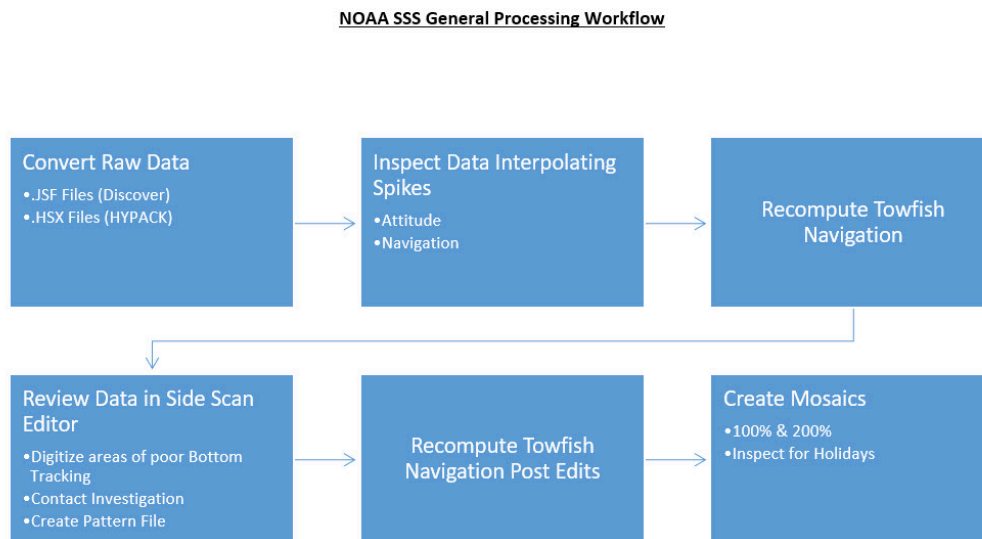 NOAA SSS General Processing Workflow
Convert Raw Data
•.JSF Files (Discover)
•.HSX Files (HYPACK)
Inspect Data Interpolating
Spikes
•Attitude
•Navigation
Recompute Towfish
Navigation
Review Data in Side Scan
Editor
•Digitize areas of poor Bottom
Tracking
•Contact Investigation
•Create Pattern File
Recompute Towfish
Navigation Post Edits
Create Mosaics
•100% & 200%
•Inspect for Holidays